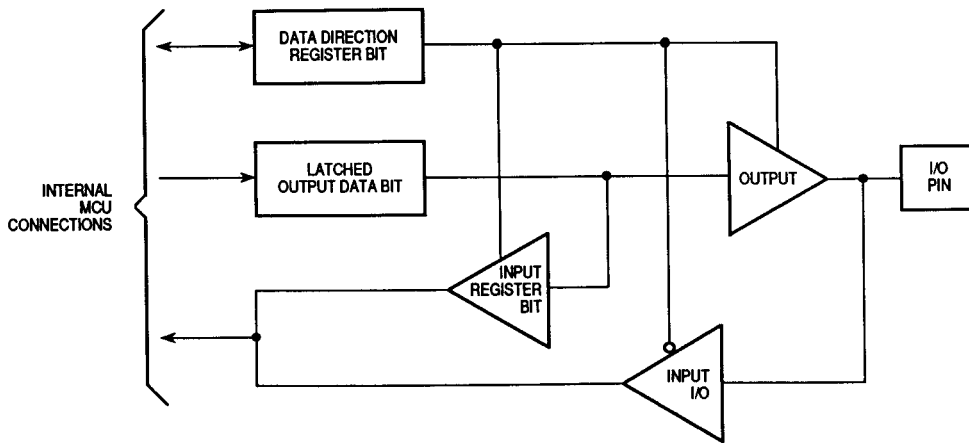 DATA DIRECTION
REGISTER BIT
LATCHED
OUTPUT DATA BIT
OUTPUT
I/O
PIN
INTERNAL
MCU
CONNECTIONS
INPUT
REGISTER
BIT
INPUT
I/O